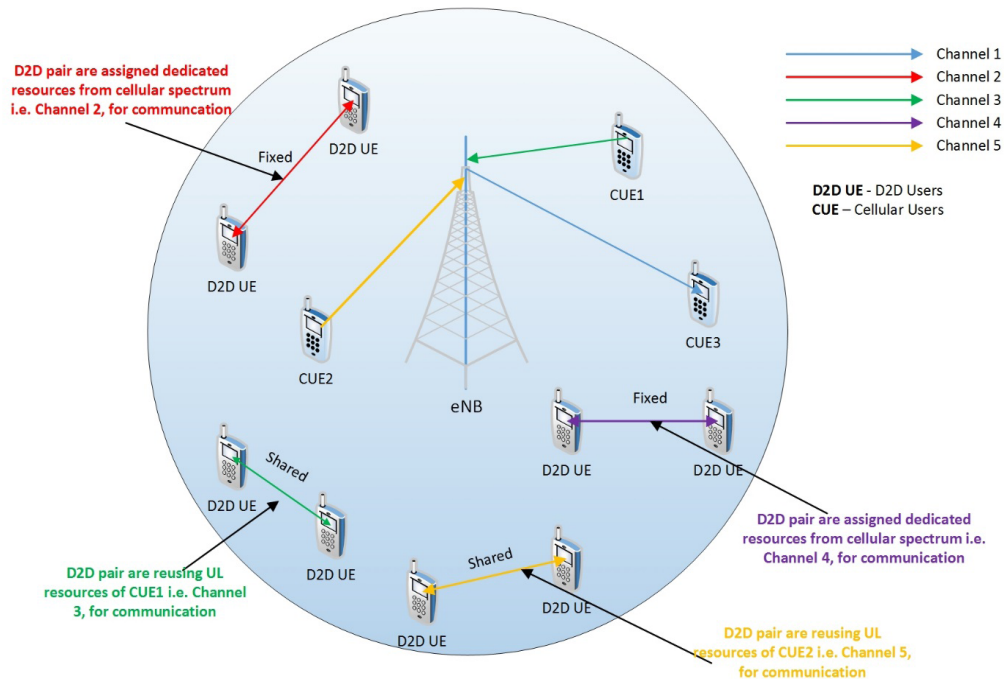 D2D pair are assigned dedicated
resources from cellular spectrum
i.e. Channel 2, for communcation
Channel 1
Channel 2
Channel 3
Channel 4
Channel 5
D2D UE - D2D Users
CUE – Cellular Users
D2D UE
Fixed
CUE1
D2D UE
CUE2
CUE3
eNB
Fixed
D2D UE
D2D UE
Shared
D2D UE
D2D UE
D2D pair are assigned dedicated
resources from cellular spectrum i.e.
Channel 4, for communication
D2D pair are reusing UL
resources of CUE1 i.e. Channel
3, for communication
Shared
D2D UE
D2D UE
D2D pair are reusing UL
resources of CUE2 i.e. Channel 5,
for communication